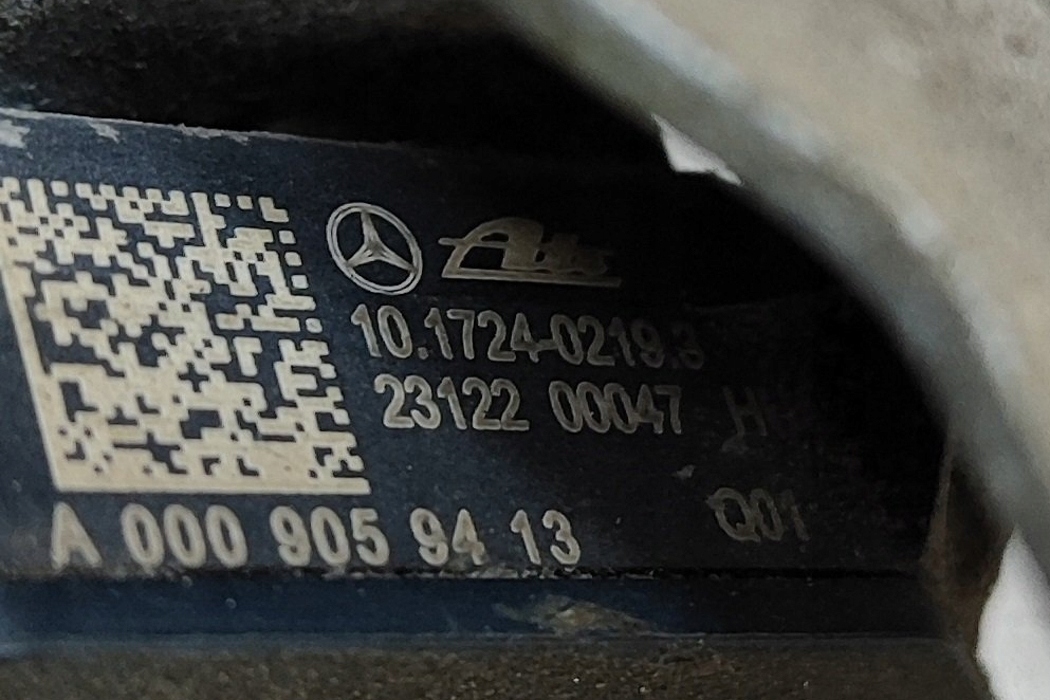 Ate
10.1724-0219.3
23122 00047
Q01
A 000 905 94 13